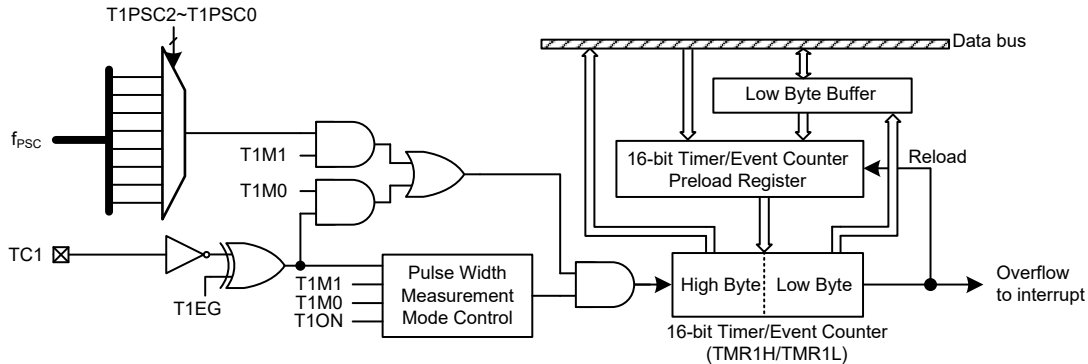 T1PSC2~T1PSC0
Data bus
Low Byte Buffer
fPSC
T1M1
16-bit Timer/Event Counter
Preload Register
Reload
T1M0
TC1
T1EG
T1M1
T1M0
T1ON
Pulse Width
Measurement
Mode Control
High Byte
Low Byte
Overflow
to interrupt
16-bit Timer/Event Counter
(TMR1H/TMR1L)